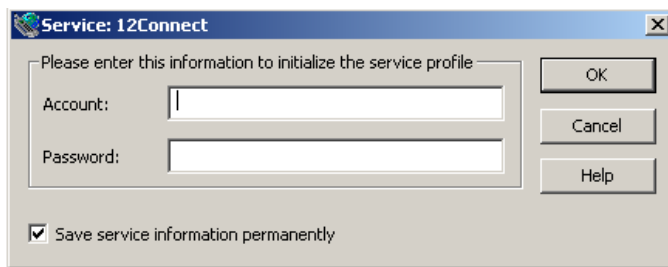 Service: 12Connect
Please enter this information to initialize the service profile
Account:
Password:
OK
Cancel
Help
Save service information permanently